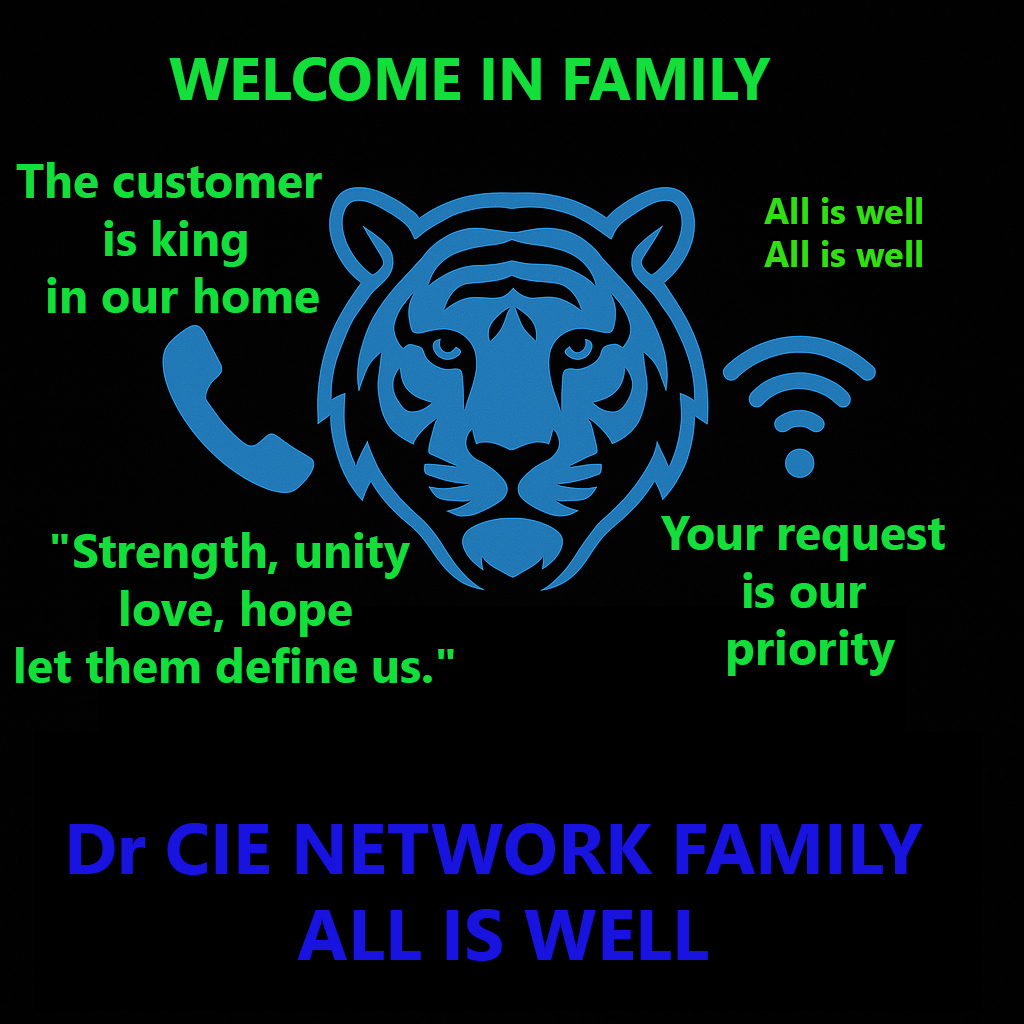 WELCOME IN FAMILY
The customer
is king
in our home
All is well
All is well
"Strength, unity
love, hope
let them define us."
Your request
is our
priority
Dr CIE NETWORK FAMILY
ALL IS WELL